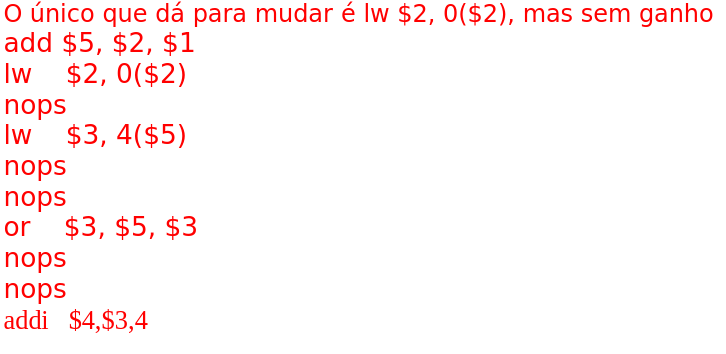 O único que dá para mudar é lw $2, 0($2), mas sem ganho
add $5, $2, $1
lw    $2, 0($2)
nops
lw    $3, 4($5)
nops
nops
or    $3, $5, $3
nops
nops
addi   $4,$3,4